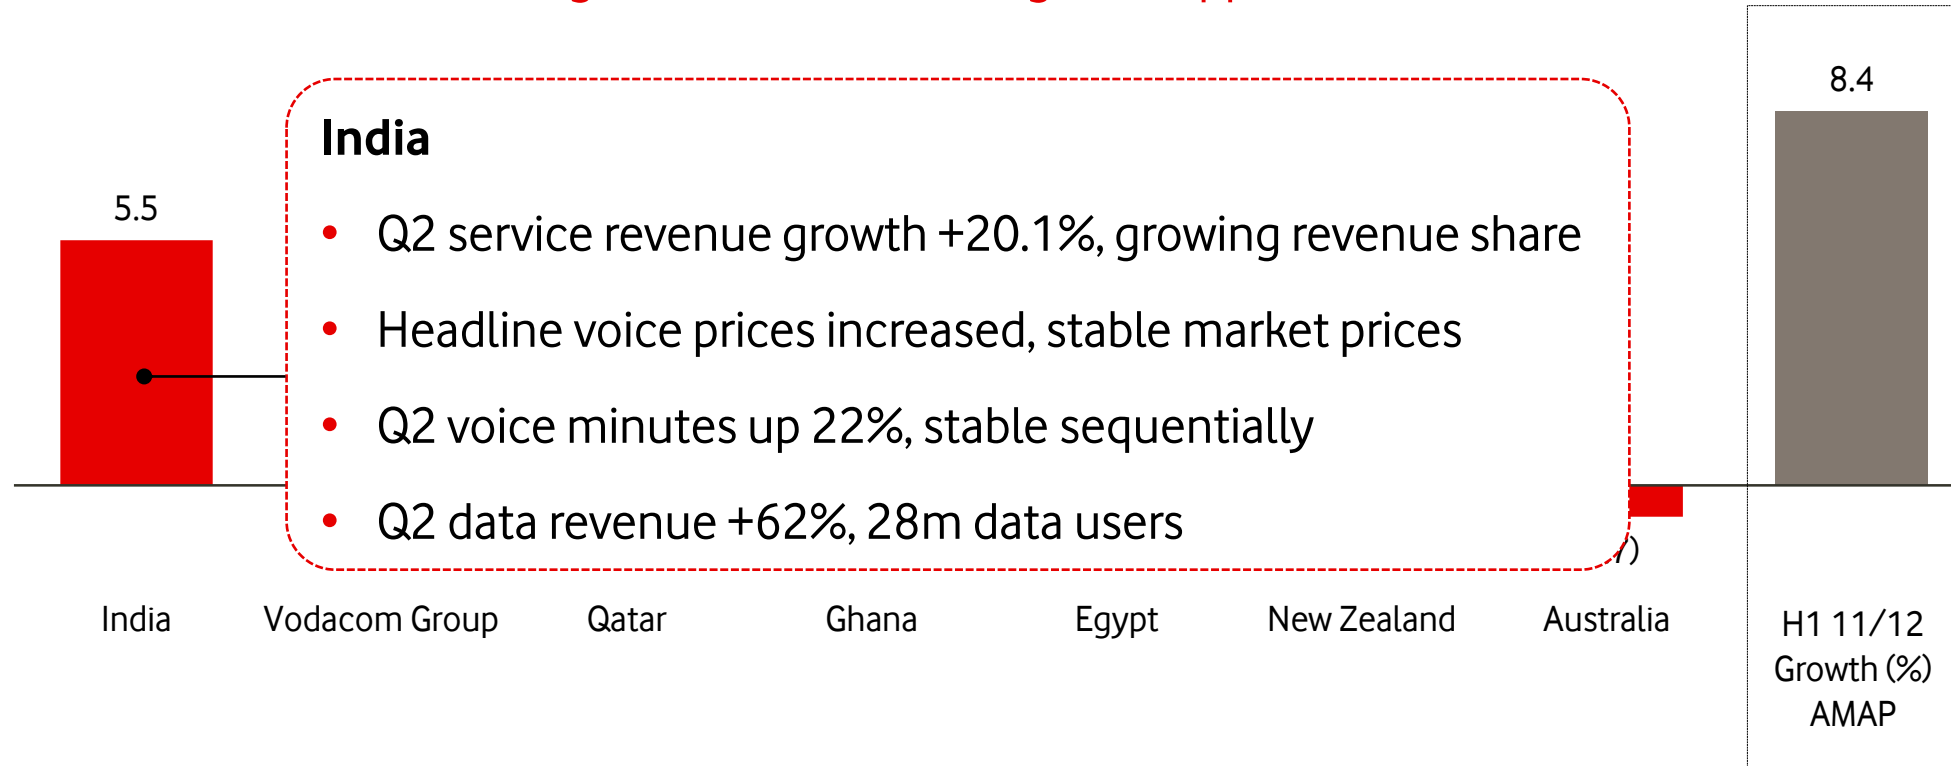 8.4
5.5
India
• Q2 service revenue growth +20.1%, growing revenue share
• Headline voice prices increased, stable market prices
• Q2 voice minutes up 22%, stable sequentially
• Q2 data revenue +62%, 28m data users
India
Vodacom Group
Qatar
Ghana
Egypt
New Zealand
Australia
H1 11/12
Growth (%)
AMAP